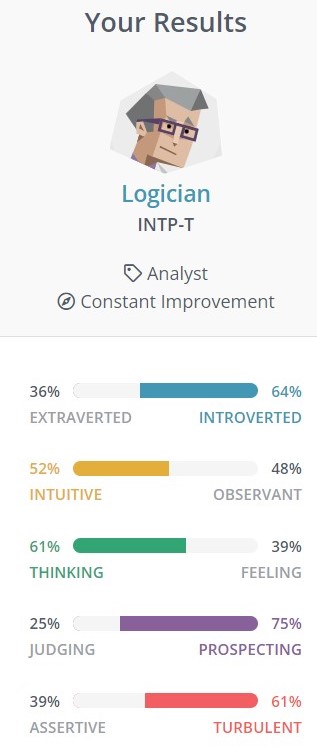 Your Results
Logician
INTP-T
Analyst
Constant Improvement
36% 64%
EXTRAVERTED INTROVERTED
52% 48%
INTUITIVE OBSERVANT
61% 39%
THINKING FEELING
25% 75%
JUDGING PROSPECTING
39% 61%
ASSERTIVE TURBULENT